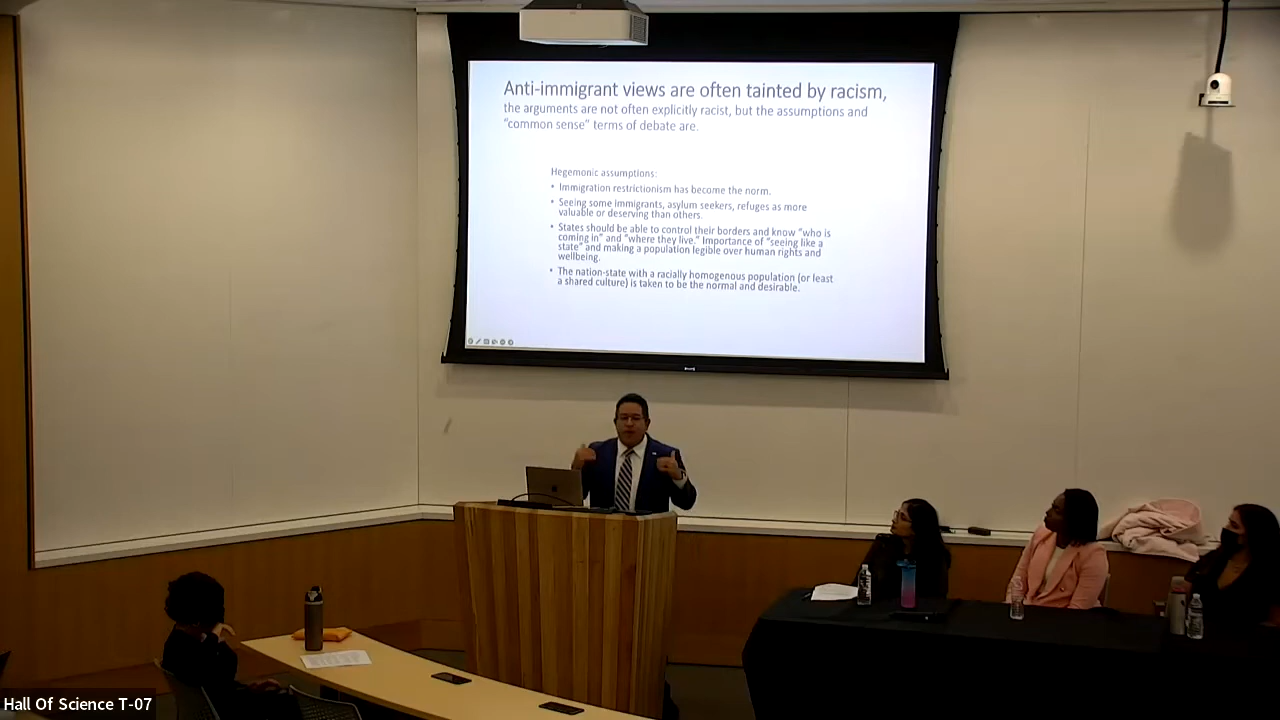 Anti-immigrant views are often tainted by racism,
the arguments are not often explicitly racist, but the assumptions and
"common sense" terms of debate are.
Hegemonic assumptions:
• Immigration restrictionism has become the norm.
• Seeing some immigrants, asylum seekers, refuges as more
valuable or deserving than others.
• States should be able to control their borders and know "who is
coming in" and "where they live." Importance of "seeing like a
state" and making a population legible over human rights and
wellbeing.
• The nation-state with a racially homogenous population (or least
a shared culture) is taken to be the normal and desirable.
Hall Of Science T-07